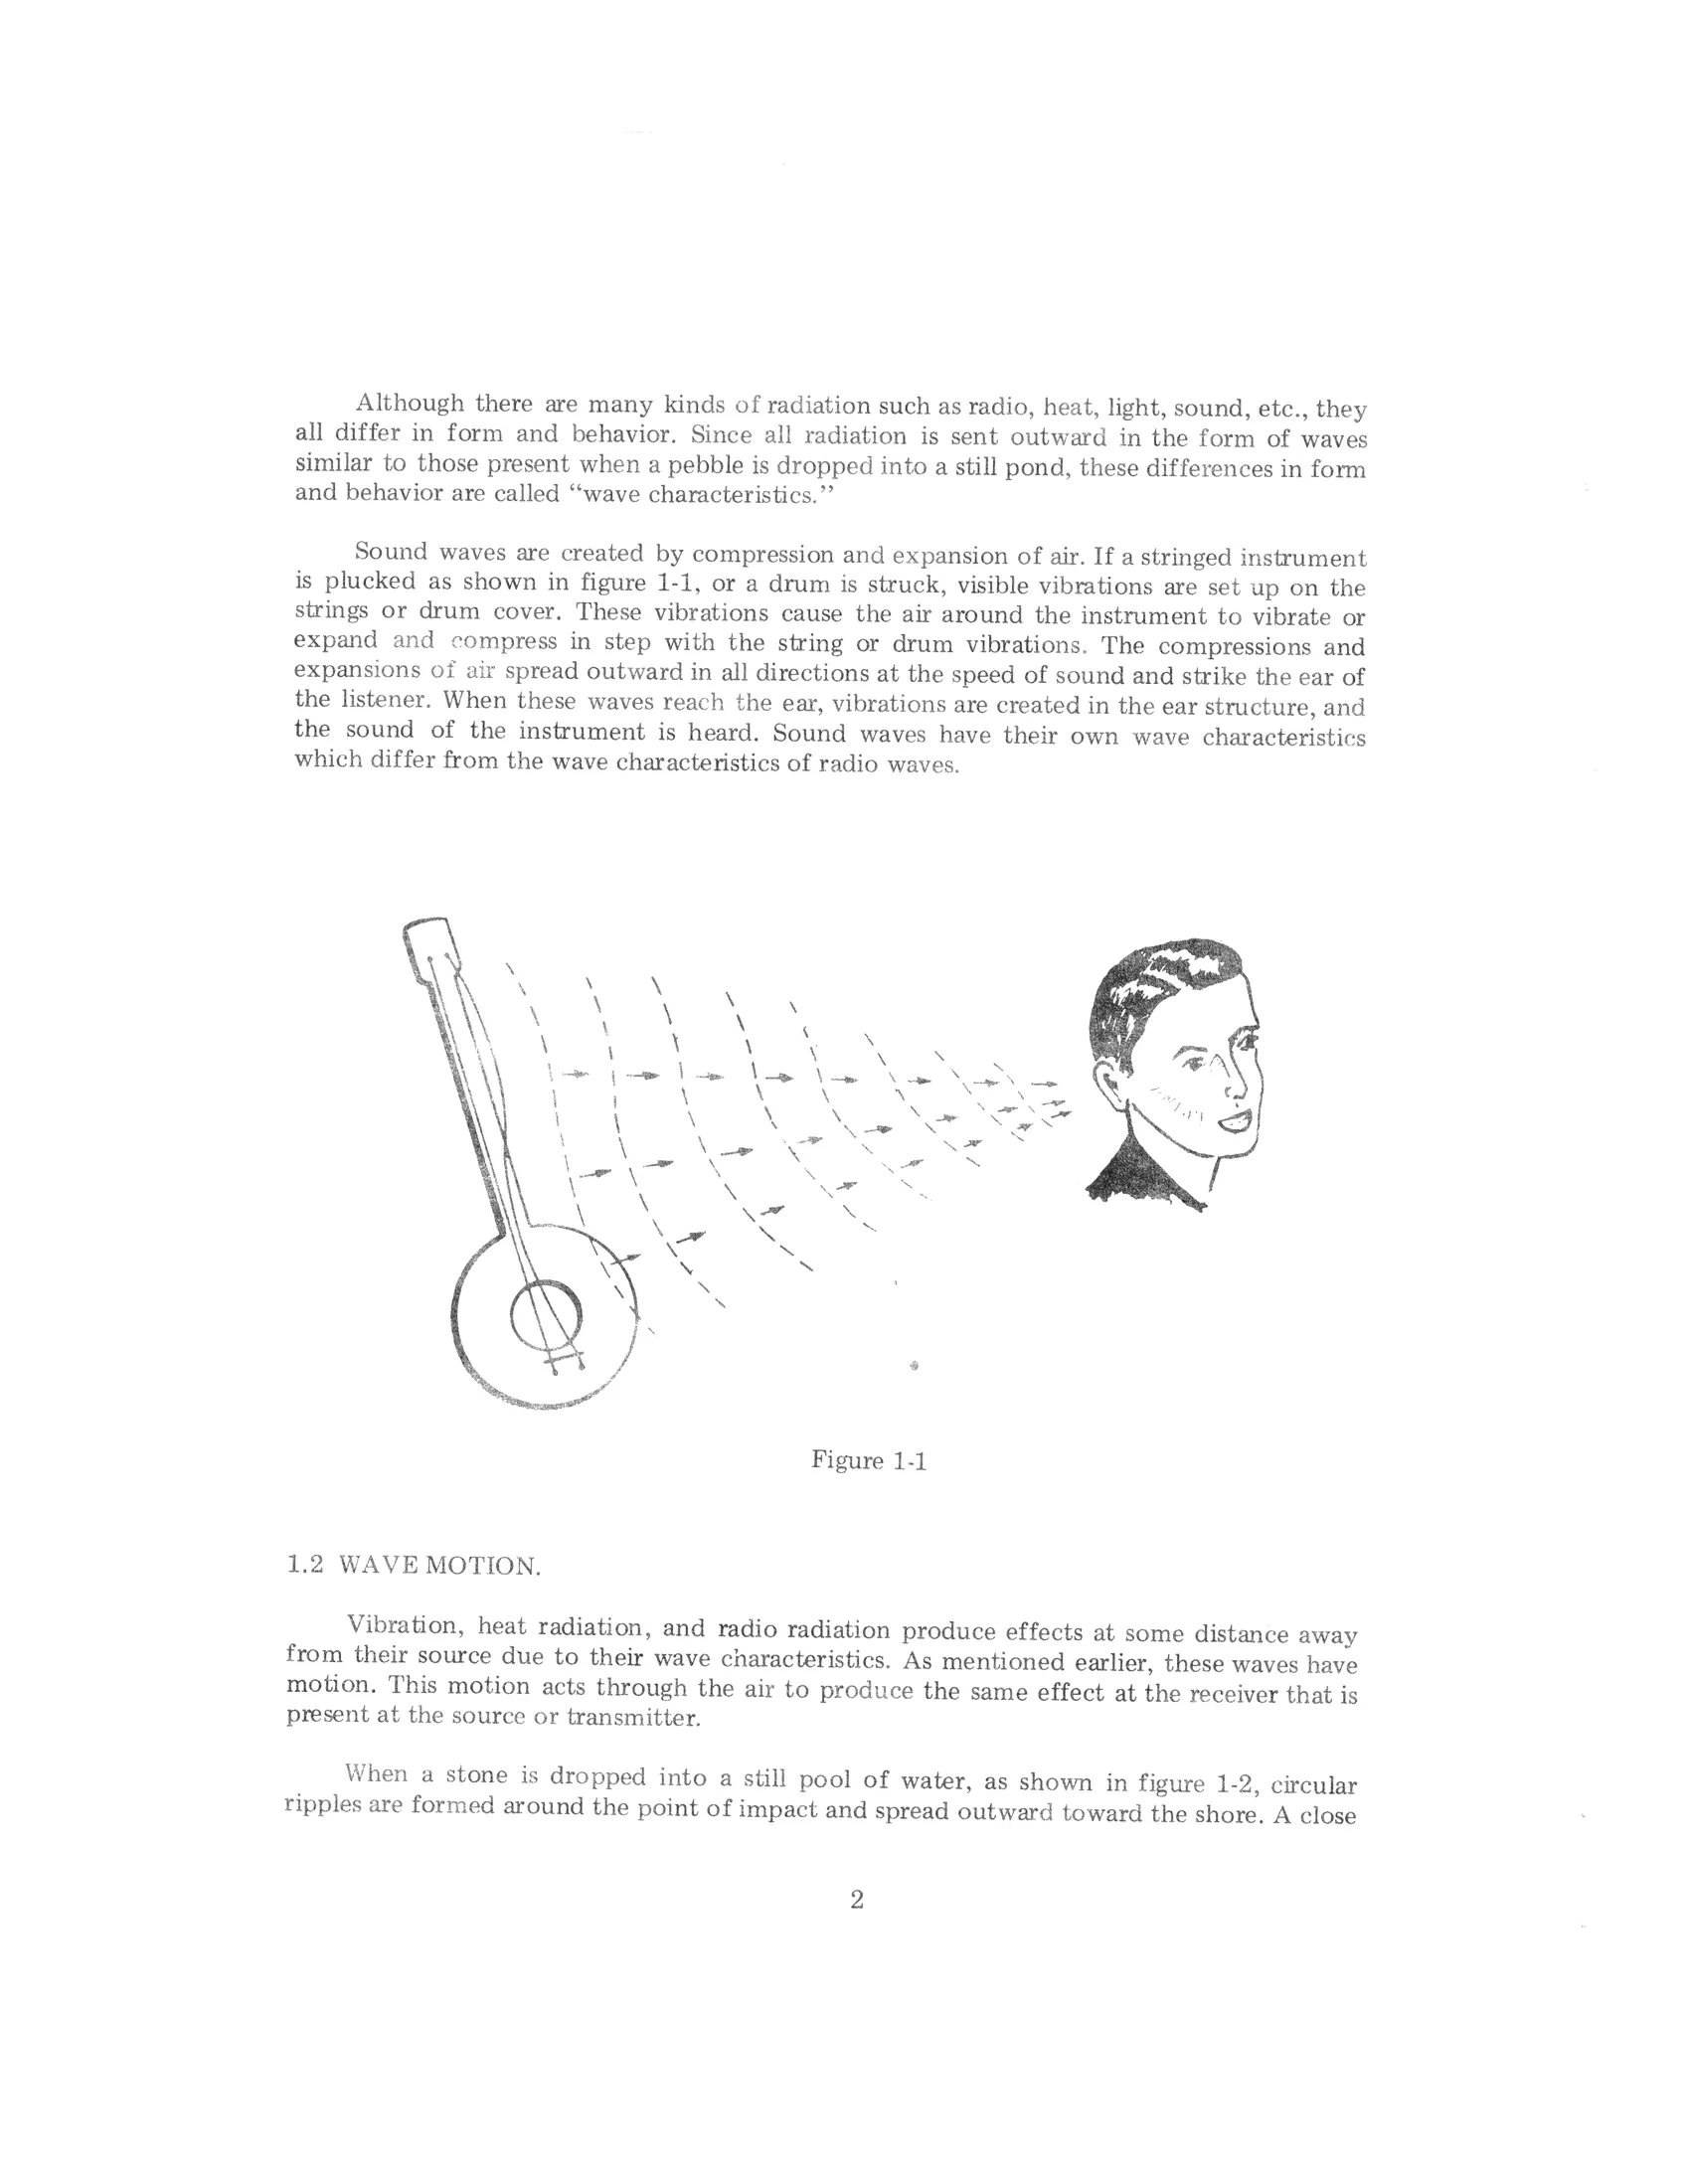 Although there are many kinds of radiation such as radio, heat, light, sound, etc., they
all differ in form and behavior. Since all radiation is sent outward in the form of waves
similar to those present when a pebble is dropped into a still pond, these differences in form
and behavior are called “wave characteristics.”
Sound waves are created by compression and expansion of air. If a stringed instrument
is plucked as shown in figure 1-1, or a drum is struck, visible vibrations are set up on the
strings or drum cover. These vibrations cause the air around the instrument to vibrate or
expand and compress in step with the string or drum vibrations. The compressions and
expansions of air spread outward in all directions at the speed of sound and strike the ear of
the listener. When these waves reach the ear, vibrations are created in the ear structure, and
the sound of the instrument is heard. Sound waves have their own wave characteristics
which differ from the wave characteristics of radio waves.
Figure 1-1
1.2 WAVE MOTION.
Vibration, heat radiation, and radio radiation produce effects at some distance away
from their source due to their wave characteristics. As mentioned earlier, these waves have
motion. This motion acts through the air to produce the same effect at the receiver that is
present at the source or transmitter.
When a stone is dropped into a still pool of water, as shown in figure 1-2, circular
ripples are formed around the point of impact and spread outward toward the shore. A close
2